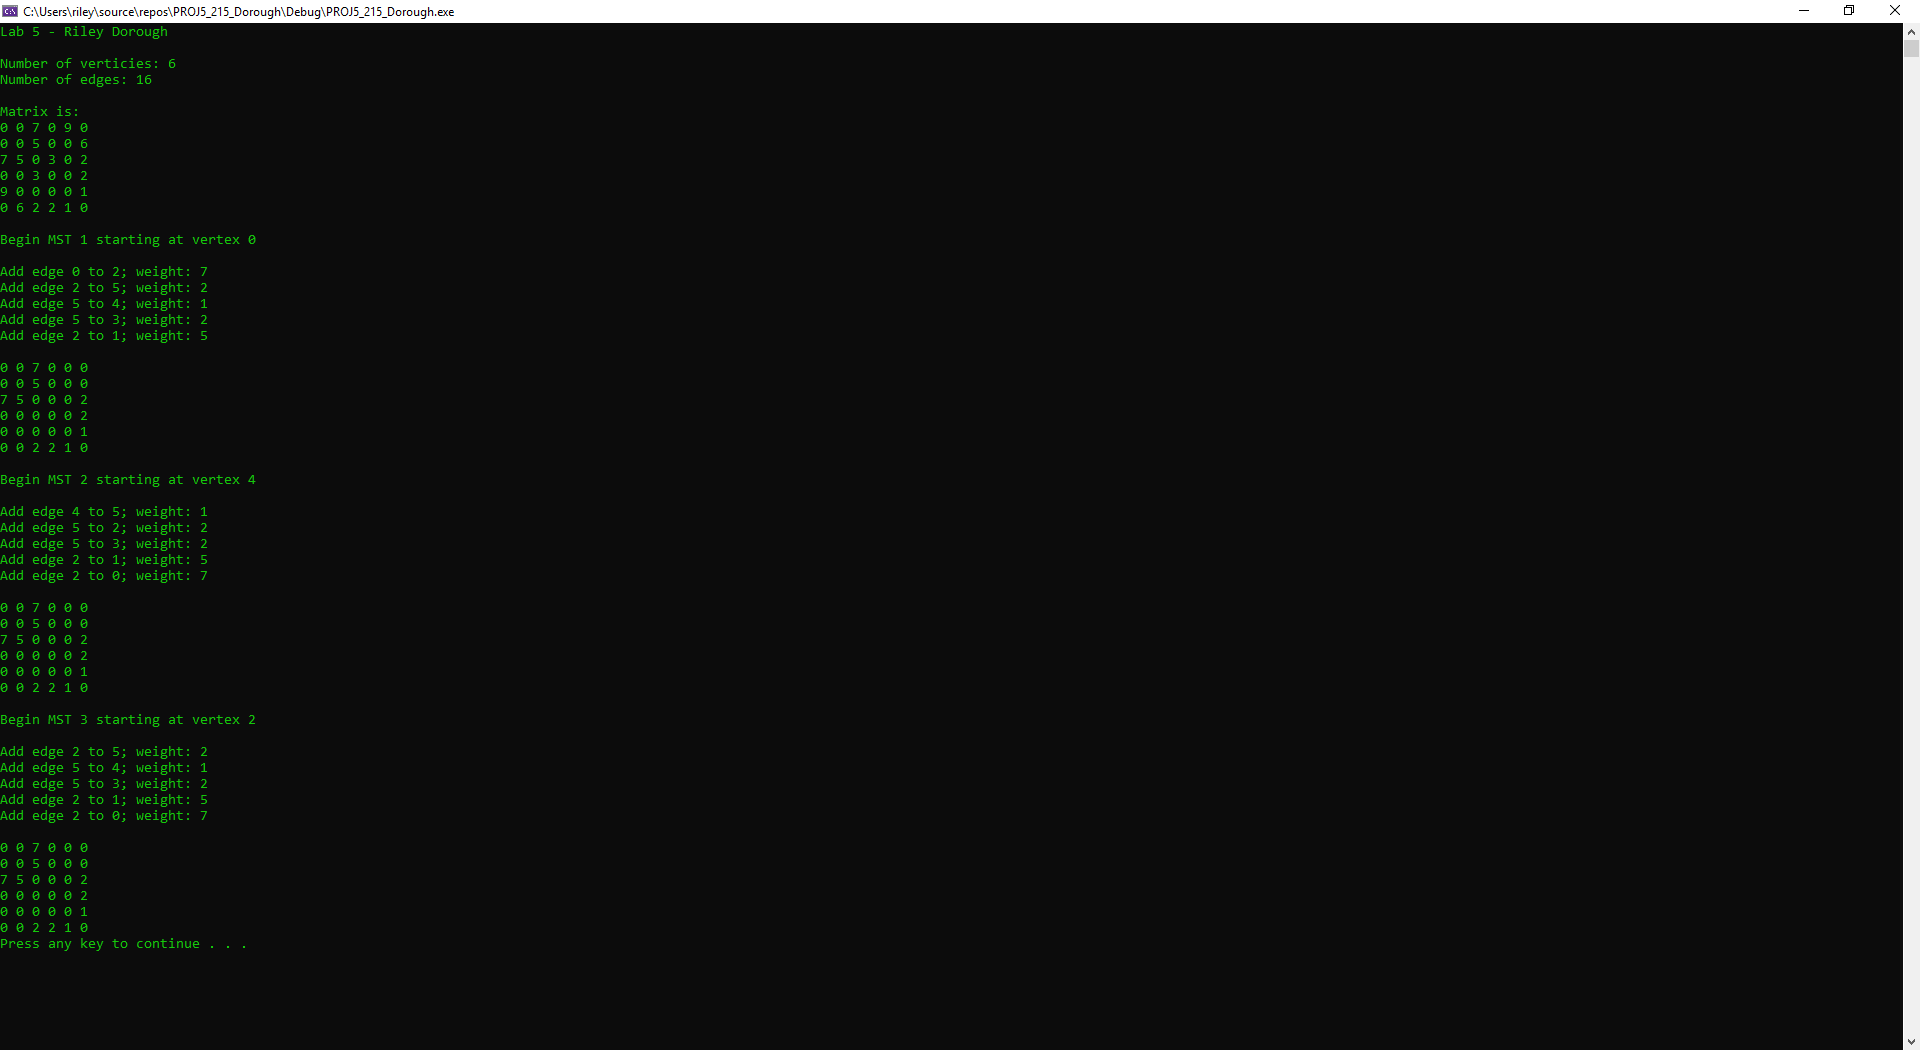 C:\Users\riley\source\repos\PROJ5_215_Dorough\Debug\PROJ5_215_Dorough.exe
Lab 5 - Riley Dorough
Number of verticies: 6
Number of edges: 16
Matrix is:
0 0 7 0 9 0
0 0 5 0 0 6
7 5 0 3 0 2
0 0 3 0 0 2
9 0 0 0 0 1
0 6 2 2 1 0
Begin MST 1 starting at vertex 0
Add edge 0 to 2; weight: 7
Add edge 2 to 5; weight: 2
Add edge 5 to 4; weight: 1
Add edge 5 to 3; weight: 2
Add edge 2 to 1; weight: 5
0 0 7 0 0 0
0 0 5 0 0 0
7 5 0 0 0 2
0 0 0 0 0 2
0 0 0 0 0 1
0 0 2 2 1 0
Begin MST 2 starting at vertex 4
Add edge 4 to 5; weight: 1
Add edge 5 to 2; weight: 2
Add edge 5 to 3; weight: 2
Add edge 2 to 1; weight: 5
Add edge 2 to 0; weight: 7
0 0 7 0 0 0
0 0 5 0 0 0
7 5 0 0 0 2
0 0 0 0 0 2
0 0 0 0 0 1
0 0 2 2 1 0
Begin MST 3 starting at vertex 2
Add edge 2 to 5; weight: 2
Add edge 5 to 4; weight: 1
Add edge 5 to 3; weight: 2
Add edge 2 to 1; weight: 5
Add edge 2 to 0; weight: 7
0 0 7 0 0 0
0 0 5 0 0 0
7 5 0 0 0 2
0 0 0 0 0 2
0 0 0 0 0 1
0 0 2 2 1 0
Press any key to continue . . .